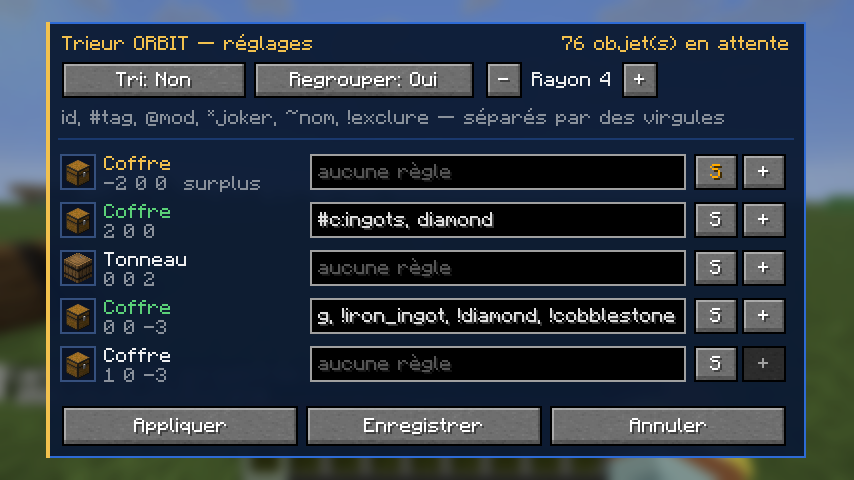 Trieur ORBIT — réglages
76 objet(s) en attente
Tri: Non
Regrouper: Oui
-
Rayon 4
+
id, #tag, @mod, *joker, ~nom, !exclure — séparés par des virgules
Coffre
-2 0 0 surplus
aucune règle
S
+
Coffre
2 0 0
#c:ingots, diamond
S
+
Tonneau
0 0 2
aucune règle
S
+
Coffre
0 0 -3
g, !iron_ingot, !diamond, !cobblestone
S
+
Coffre
1 0 -3
aucune règle
S
+
Appliquer
Enregistrer
Annuler